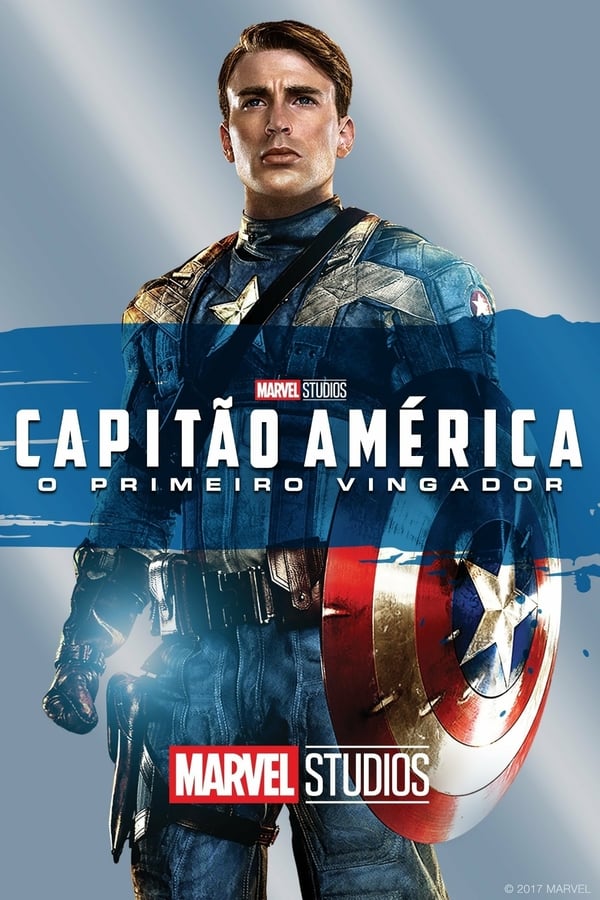 MARVEL STUDIOS
CAPITÃO AMÉRICA
O PRIMEIRO VINGADOR
MARVEL STUDIOS
© 2017 MARVEL